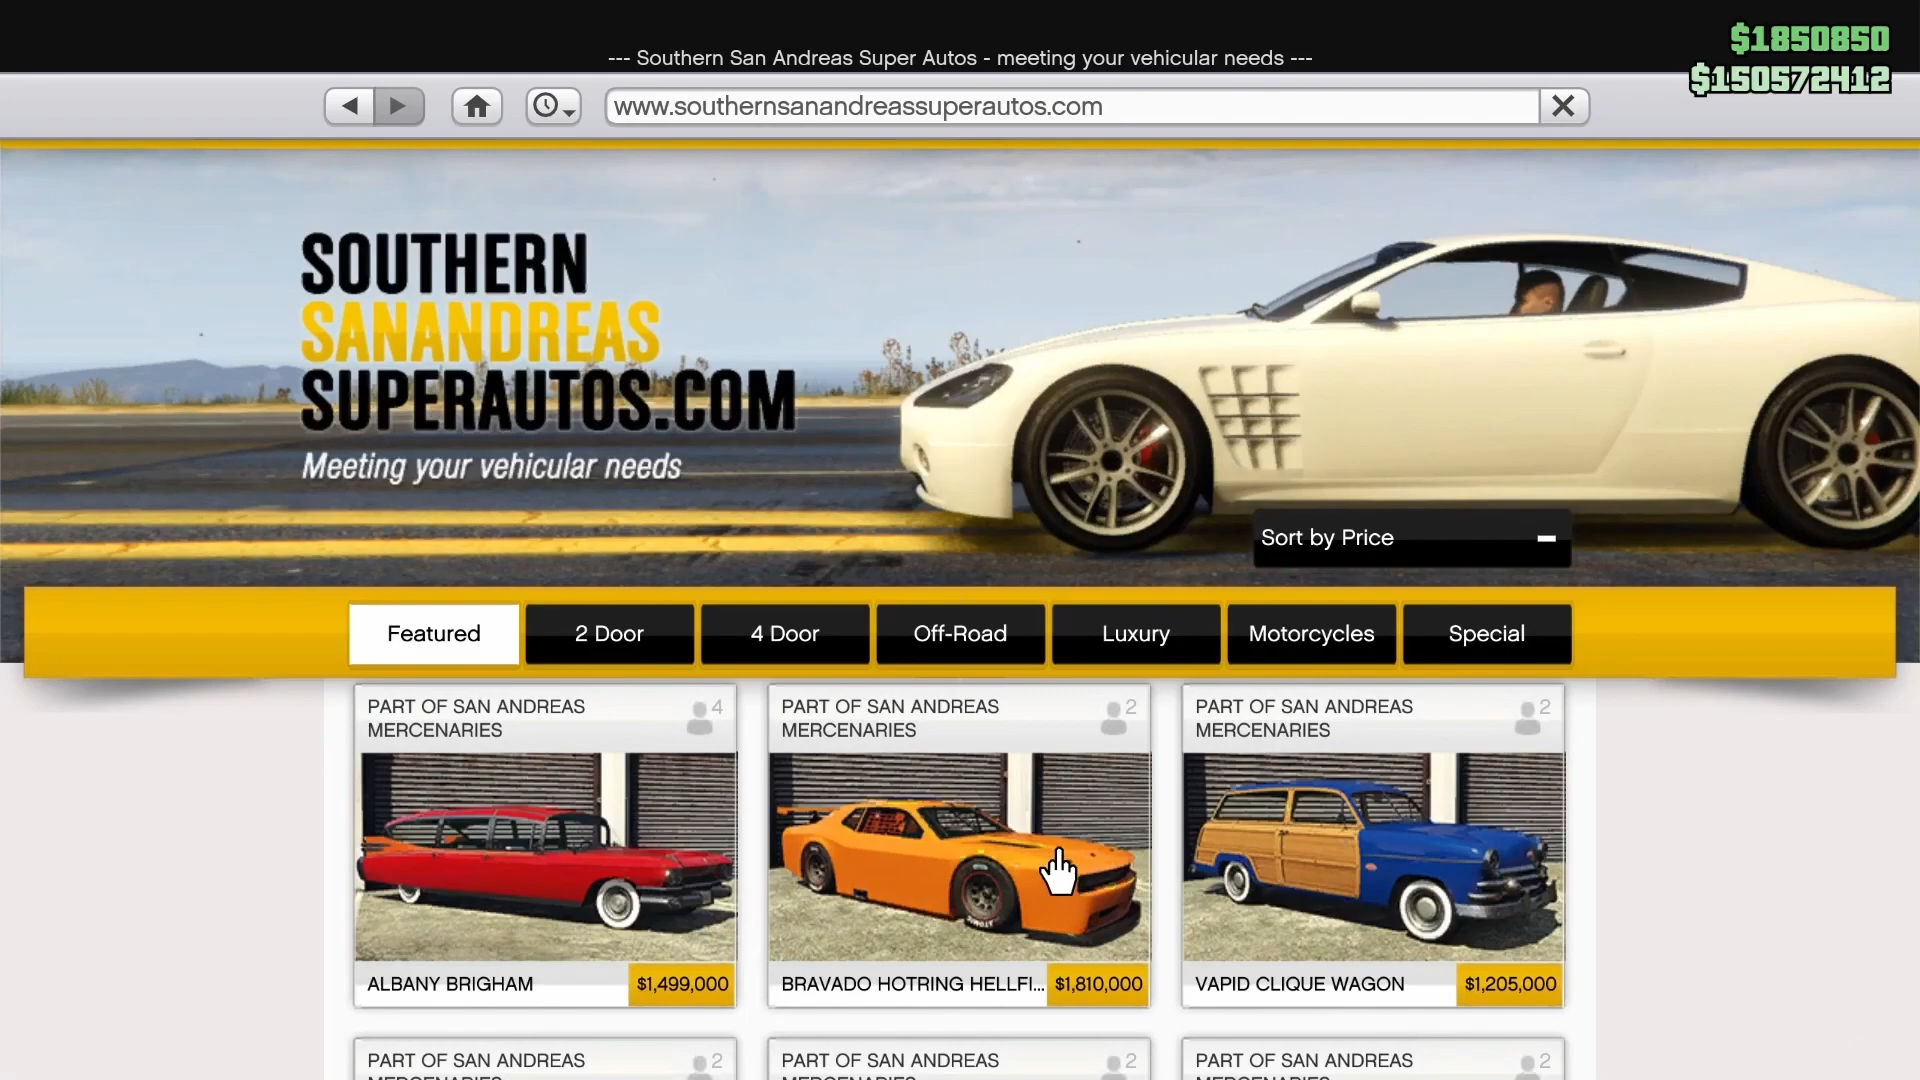 $1850850
--- Southern San Andreas Super Autos - meeting your vehicular needs ---
$150572412
www.southernsanandreassuperautos.com
SOUTHERN
SANANDREAS
SUPERAUTOS.COM
Meeting your vehicular needs
Sort by Price
Featured
2 Door
4 Door
Off-Road
Luxury
Motorcycles
Special
PART OF SAN ANDREAS
MERCENARIES
4
PART OF SAN ANDREAS
MERCENARIES
2
PART OF SAN ANDREAS
MERCENARIES
2
ALBANY BRIGHAM
$1,499,000
BRAVADO HOTRING HELLFI...
$1,810,000
VAPID CLIQUE WAGON
$1,205,000
PART OF SAN ANDREAS
MERCENARIES
2
PART OF SAN ANDREAS
MERCENARIES
2
PART OF SAN ANDREAS
MERCENARIES
2